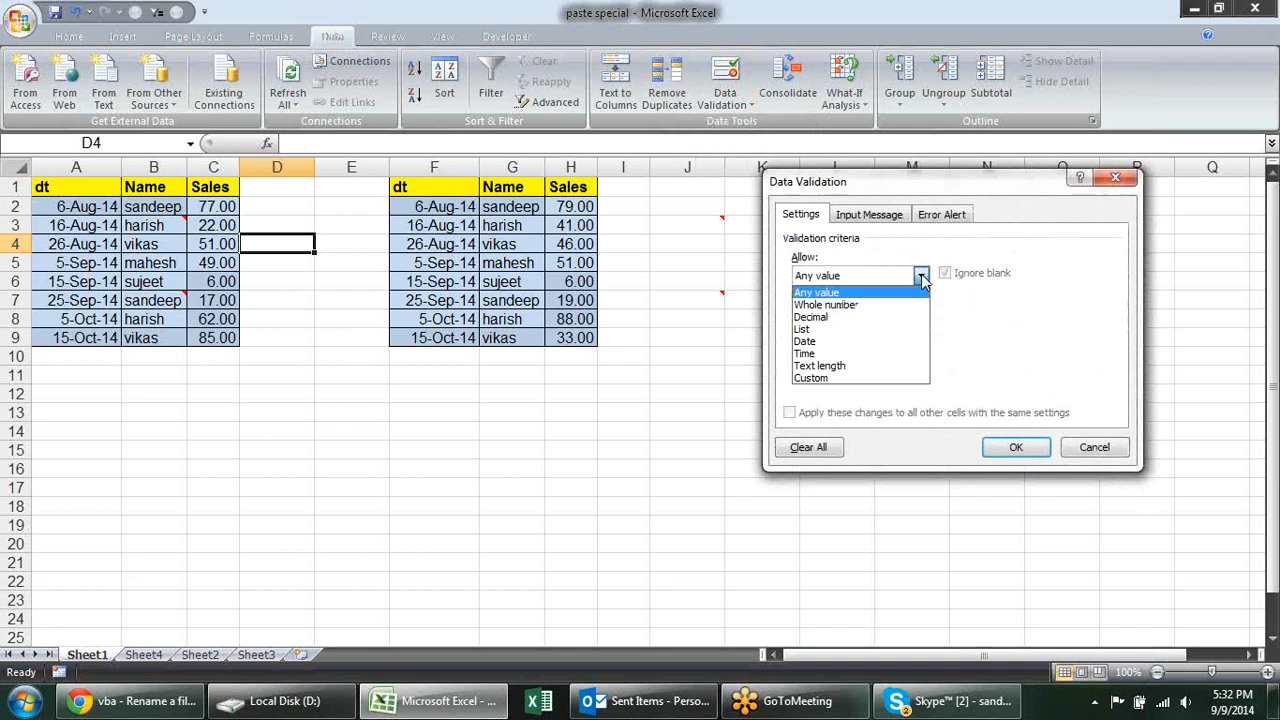 paste special - Microsoft Excel
Home Insert Page Layout Formulas Data Review View Developer
From Access
From Web
From Text
From Other Sources
Existing Connections
Get External Data
Refresh All
Connections
Properties
Edit Links
Connections
Sort
Filter
Clear
Reapply
Advanced
Sort & Filter
Text to Columns
Remove Duplicates
Data Validation
Consolidate
What-If Analysis
Data Tools
Group
Ungroup
Subtotal
Show Detail
Hide Detail
Outline
D4 fx
A B C D E F G H I J K L M N O P Q
1 dt Name Sales dt Name Sales
2 6-Aug-14 sandeep 77.00 6-Aug-14 sandeep 79.00
3 16-Aug-14 harish 22.00 16-Aug-14 harish 41.00
4 26-Aug-14 vikas 51.00 26-Aug-14 vikas 46.00
5 5-Sep-14 mahesh 49.00 5-Sep-14 mahesh 51.00
6 15-Sep-14 sujeet 6.00 15-Sep-14 sujeet 6.00
7 25-Sep-14 sandeep 17.00 25-Sep-14 sandeep 19.00
8 5-Oct-14 harish 62.00 5-Oct-14 harish 88.00
9 15-Oct-14 vikas 85.00 15-Oct-14 vikas 33.00
10
11
12
13
14
15
16
17
18
19
20
21
22
23
24
25
Data Validation
Settings Input Message Error Alert
Validation criteria
Allow:
Any value Ignore blank
Any value
Whole number
Decimal
List
Date
Time
Text length
Custom
Apply these changes to all other cells with the same settings
Clear All OK Cancel
Sheet1 Sheet4 Sheet2 Sheet3
Ready 100%
vba - Rename a fil... Local Disk (D:) Microsoft Excel - ... Sent Items - Perso... GoToMeeting Skype™ [2] - sand...
5:32 PM
9/9/2014